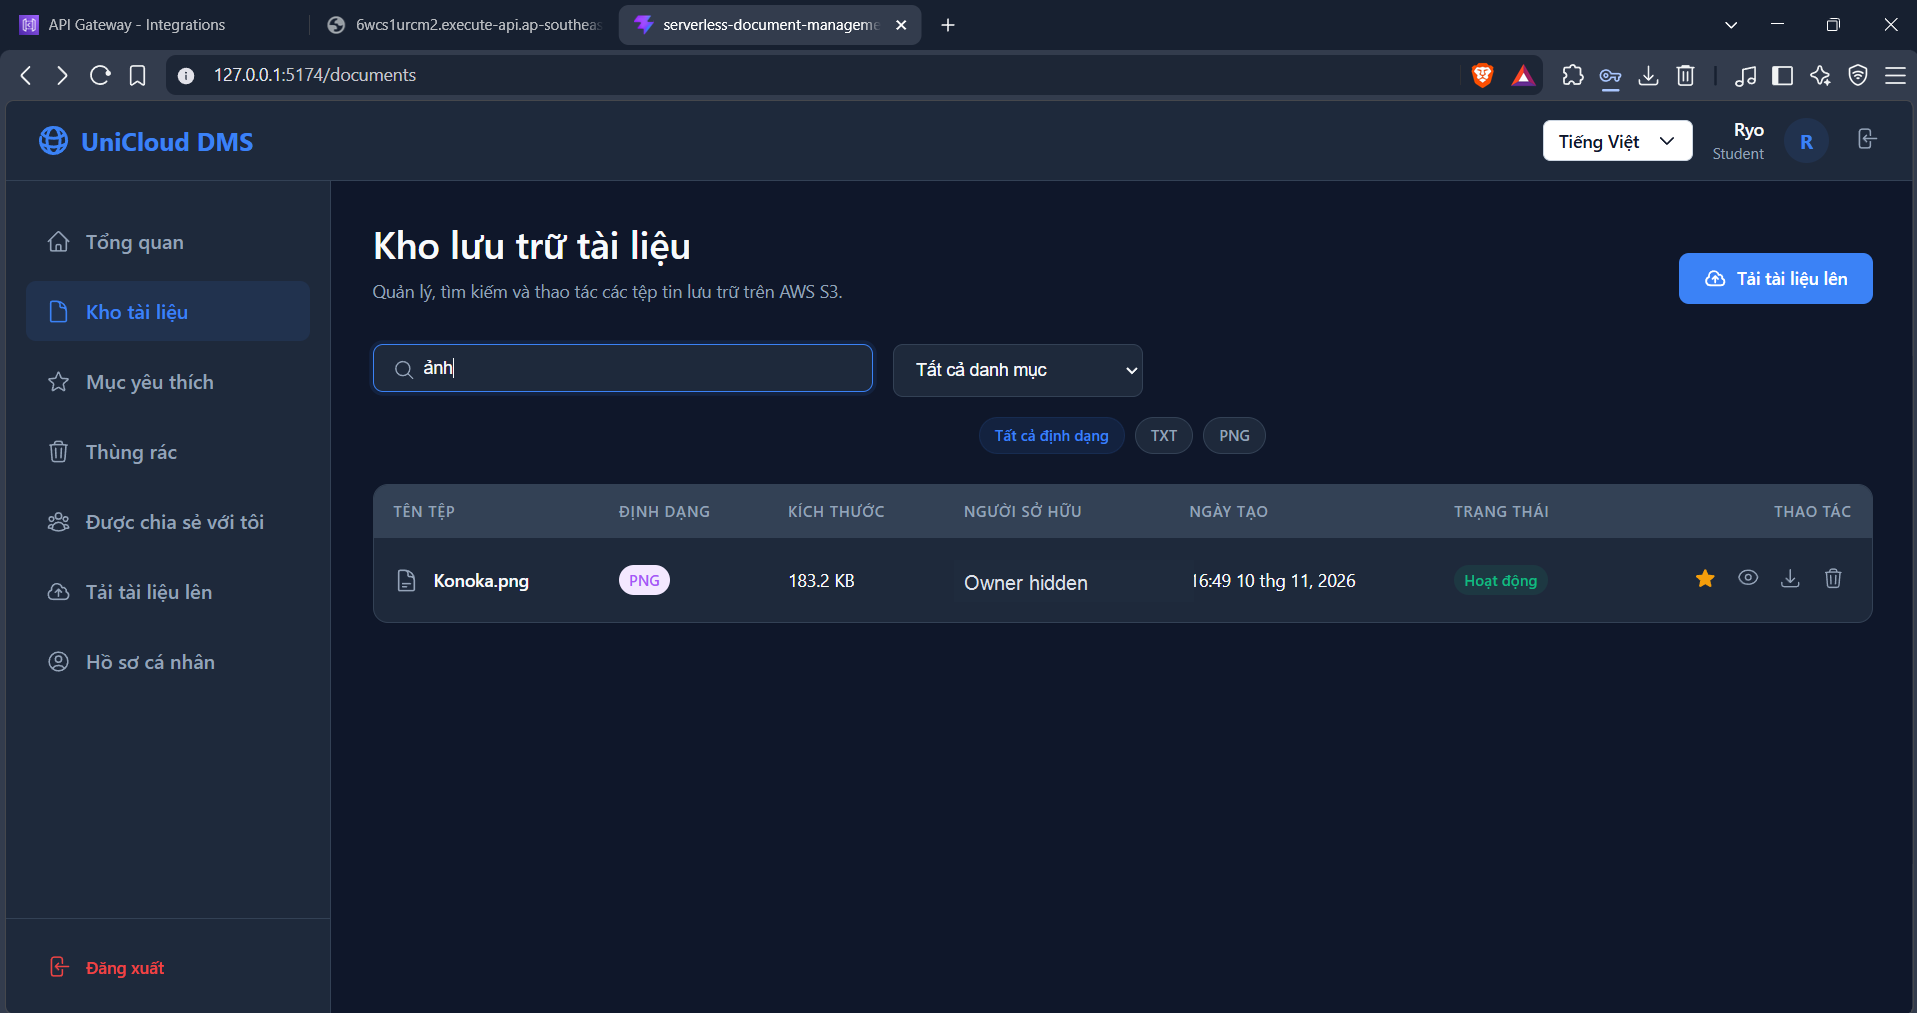 API Gateway - Integrations
6wcs1urcm2.execute-api.ap-southeas
serverless-document-manageme
127.0.0.1:5174/documents
UniCloud DMS
Tiếng Việt
Ryo
Student
R
Tổng quan
Kho tài liệu
Mục yêu thích
Thùng rác
Được chia sẻ với tôi
Tải tài liệu lên
Hồ sơ cá nhân
Đăng xuất
Kho lưu trữ tài liệu
Quản lý, tìm kiếm và thao tác các tệp tin lưu trữ trên AWS S3.
Tải tài liệu lên
ảnh
Tất cả danh mục
Tất cả định dạng TXT PNG
TÊN TỆP ĐỊNH DẠNG KÍCH THƯỚC NGƯỜI SỞ HỮU NGÀY TẠO TRẠNG THÁI THAO TÁC
Konoka.png PNG 183.2 KB Owner hidden 16:49 10 thg 11, 2026 Hoạt động